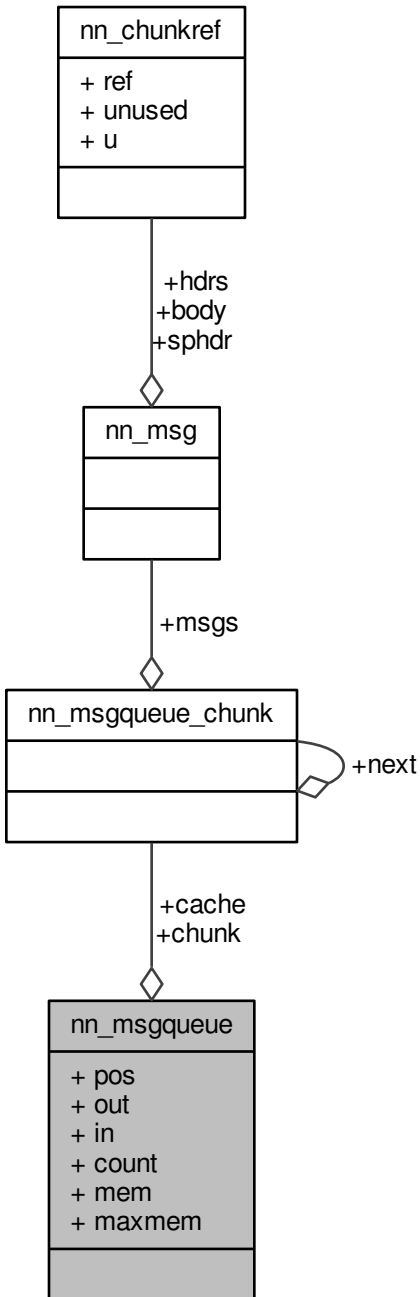 nn_chunkref
+ ref
+ unused
+ u
+hdrs
+body
+sphdr
nn_msg
+msgs
nn_msgqueue_chunk
+next
+cache
+chunk
nn_msgqueue
+ pos
+ out
+ in
+ count
+ mem
+ maxmem